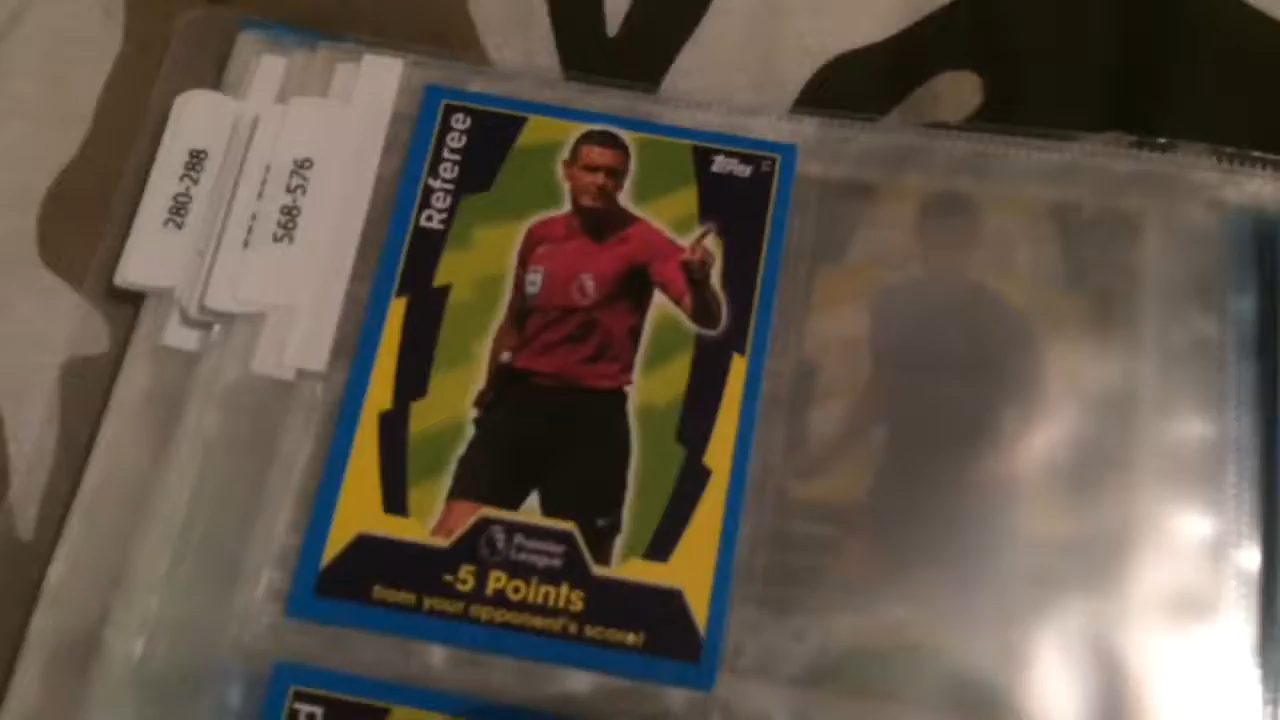 280-288
568-576
Referee
Topps
Premier
League
-5 Points
from your opponent's score!